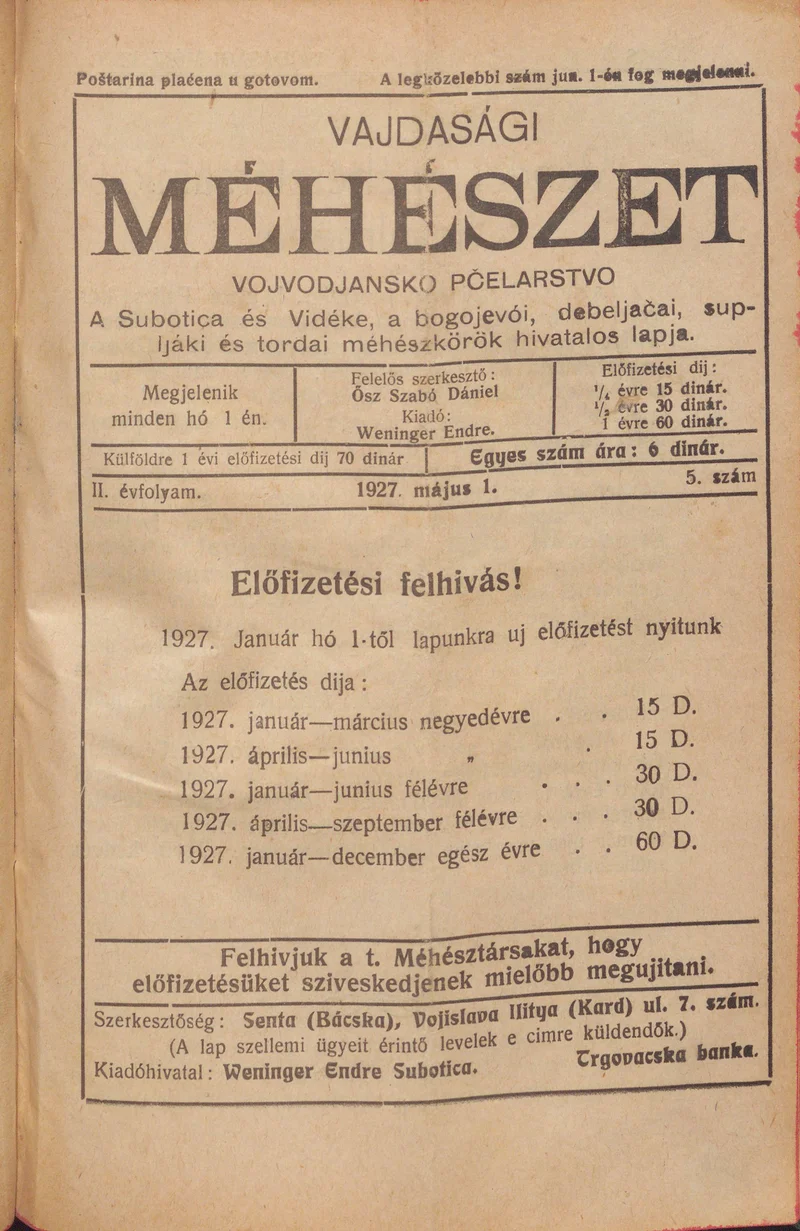 Poštarina plaćena u gotovom. A legközelebbi szám jun. 1-én fog megjelenni.
VAJDASÁGI
MÉHÉSZET
VOJVODJANSKO PČELARSTVO
A Subotica és Vidéke, a bogojevói, debeljačai, sup-
ljáki és tordai méhészkörök hivatalos lapja.
Megjelenik
minden hó 1 én.
Felelős szerkesztő:
Ősz Szabó Dániel
Kiadó:
Weninger Endre.
Előfizetési dij:
1/4 évre 15 dinár.
1/2 évre 30 dinár.
1 évre 60 dinár.
Külföldre 1 évi előfizetési dij 70 dinár
Egyes szám ára: 6 dinár.
II. évfolyam. 1927. május 1. 5. szám
Előfizetési felhivás!
1927. Január hó 1-től lapunkra uj előfizetést nyitunk
Az előfizetés dija:
1927. január—március negyedévre . . 15 D.
1927. április—junius „ . 15 D.
1927. január—junius félévre . . . 30 D.
1927. április—szeptember félévre . . . 30 D.
1927. január—december egész évre . . 60 D.
Felhivjuk a t. Méhésztársakat, hogy
előfizetésüket sziveskedjenek mielőbb megujitani.
Szerkesztőség: Senta (Bácska), Vojislava Ilitya (Kard) ul. 7. szám.
(A lap szellemi ügyeit érintő levelek e cimre küldendők.)
Kiadóhivatal: Weninger Endre Subotica. Trgovacska banka.